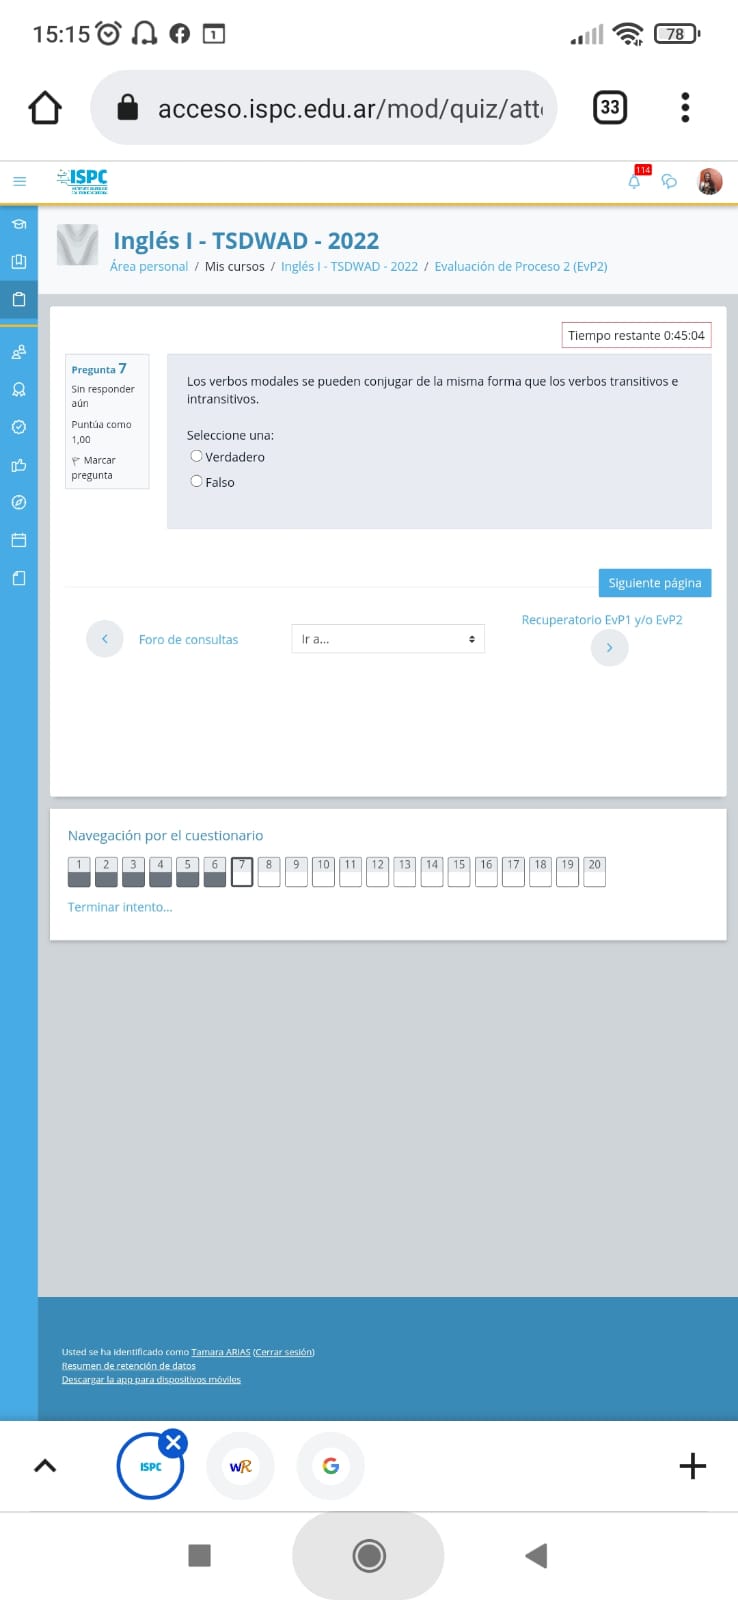 15:15
1
78
acceso.ispc.edu.ar/mod/quiz/att
33
ISPC
114
Inglés I - TSDWAD - 2022
Área personal / Mis cursos / Inglés I - TSDWAD - 2022 / Evaluación de Proceso 2 (EvP2)
Tiempo restante 0:45:04
Pregunta 7
Sin responder
aún
Puntúa como
1,00
Marcar
pregunta
Los verbos modales se pueden conjugar de la misma forma que los verbos transitivos e
intransitivos.
Seleccione una:
Verdadero
Falso
Siguiente página
Foro de consultas
Ir a...
Recuperatorio EvP1 y/o EvP2
Navegación por el cuestionario
1 2 3 4 5 6 7 8 9 10 11 12 13 14 15 16 17 18 19 20
Terminar intento...
Usted se ha identificado como Tamara ARIAS (Cerrar sesión)
Resumen de retención de datos
Descargar la app para dispositivos móviles
ISPC
WR
G